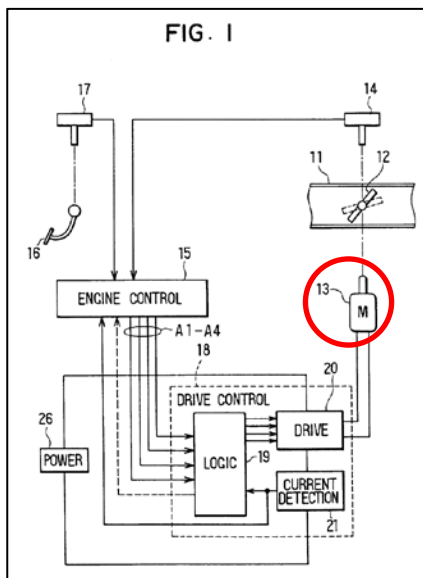 FIG. 1
17
14
11
12
16
15
ENGINE CONTROL
13
M
A1-A4
18
20
DRIVE CONTROL
26
POWER
LOGIC
19
DRIVE
CURRENT
DETECTION
21